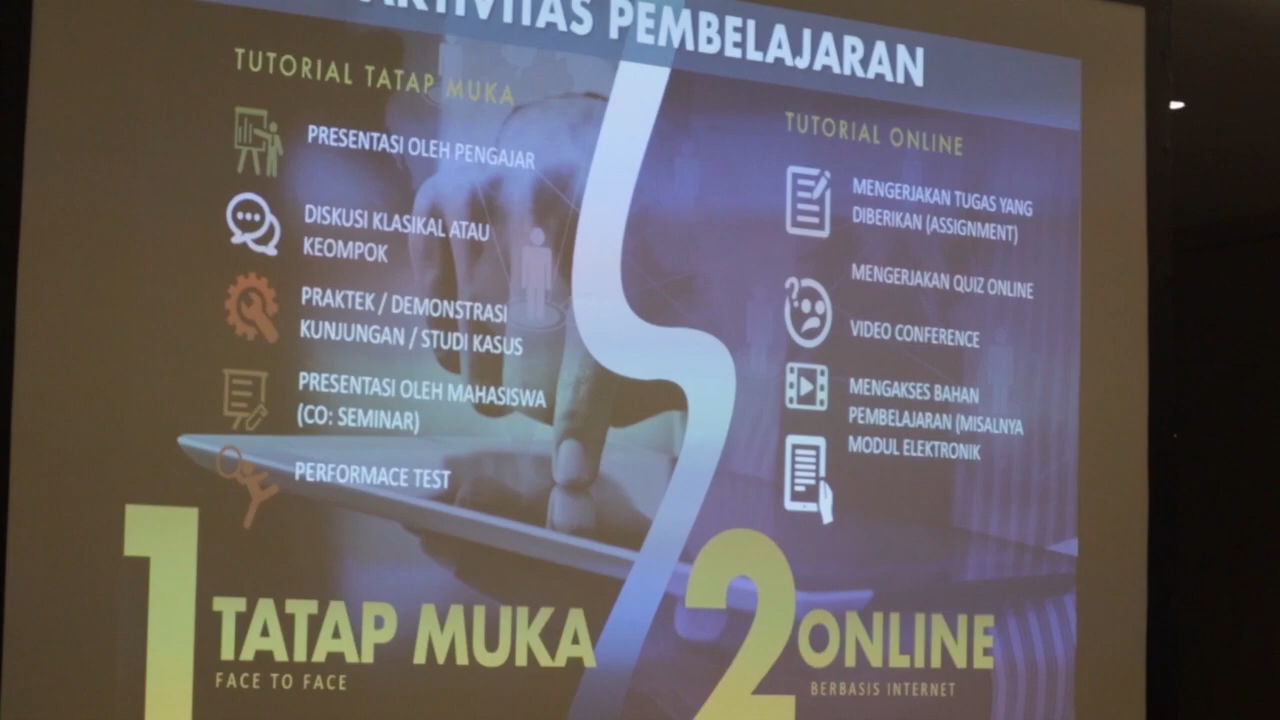 AKTIVITAS PEMBELAJARAN
TUTORIAL TATAP MUKA
PRESENTASI OLEH PENGAJAR
DISKUSI KLASIKAL ATAU
KEOMPOK
PRAKTEK / DEMONSTRASI
KUNJUNGAN / STUDI KASUS
PRESENTASI OLEH MAHASISWA
(CO: SEMINAR)
PERFORMACE TEST
1 TATAP MUKA
FACE TO FACE
TUTORIAL ONLINE
MENGERJAKAN TUGAS YANG
DIBERIKAN (ASSIGNMENT)
MENGERJAKAN QUIZ ONLINE
VIDEO CONFERENCE
MENGAKSES BAHAN
PEMBELAJARAN (MISALNYA
MODUL ELEKTRONIK
2 ONLINE
BERBASIS INTERNET